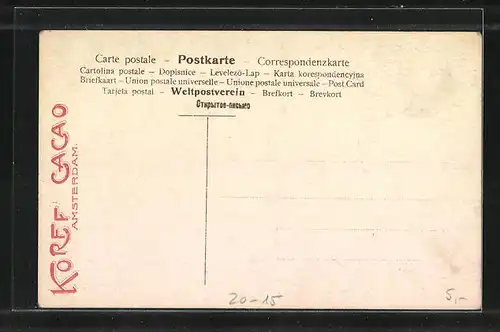 Carte postale – Postkarte – Correspondenzkarte
Cartolina postale – Dopisnice – Levelező-Lap – Karta korespondencyjna
Briefkaart – Union postale universelle – Unione postale universale – Post Card
Tarjeta postal – Weltpostverein – Brefkort – Brevkort
Открытое-письмо
KORFF CACAO
AMSTERDAM.
20-15
5,-